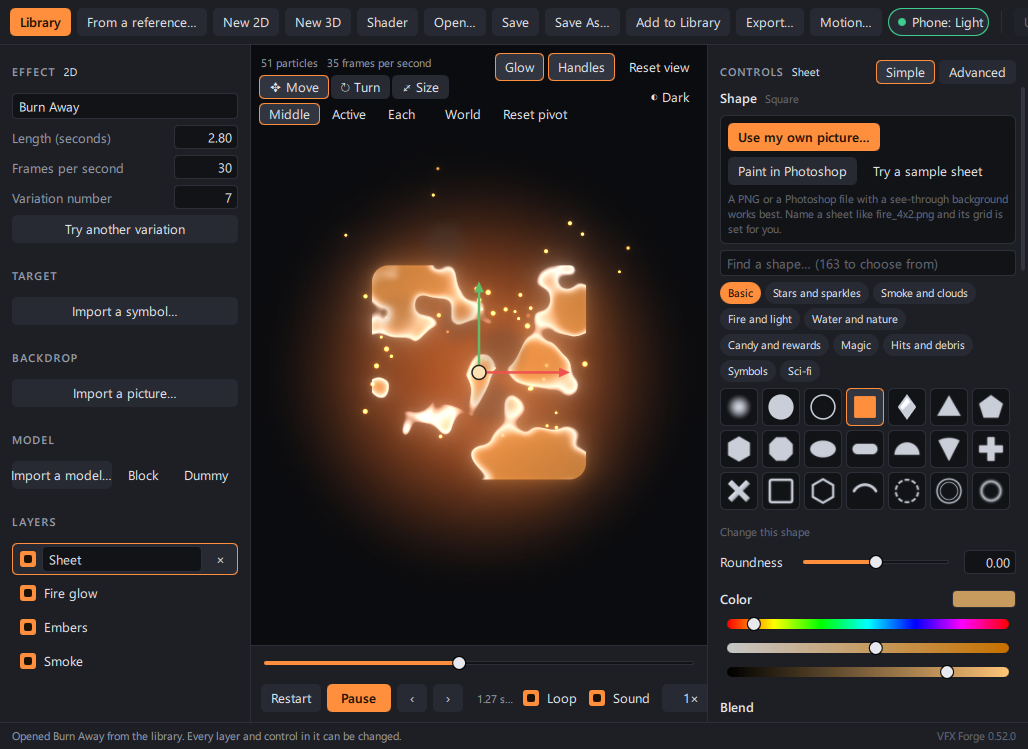 Library From a reference... New 2D New 3D Shader Open... Save Save As... Add to Library Export... Motion... Phone: Light
EFFECT 2D
Burn Away
Length (seconds) 2.80
Frames per second 30
Variation number 7
Try another variation
TARGET
Import a symbol...
BACKDROP
Import a picture...
MODEL
Import a model... Block Dummy
LAYERS
Sheet ×
Fire glow
Embers
Smoke
51 particles 35 frames per second
Glow Handles Reset view
Move Turn Size
Dark
Middle Active Each World Reset pivot
Restart Pause ‹ › 1.27 s... Loop Sound 1×
CONTROLS Sheet Simple Advanced
Shape Square
Use my own picture...
Paint in Photoshop Try a sample sheet
A PNG or a Photoshop file with a see-through background
works best. Name a sheet like fire_4x2.png and its grid is
set for you.
Find a shape... (163 to choose from)
Basic Stars and sparkles Smoke and clouds
Fire and light Water and nature
Candy and rewards Magic Hits and debris
Symbols Sci-fi
Change this shape
Roundness 0.00
Color
Blend
Opened Burn Away from the library. Every layer and control in it can be changed. VFX Forge 0.52.0